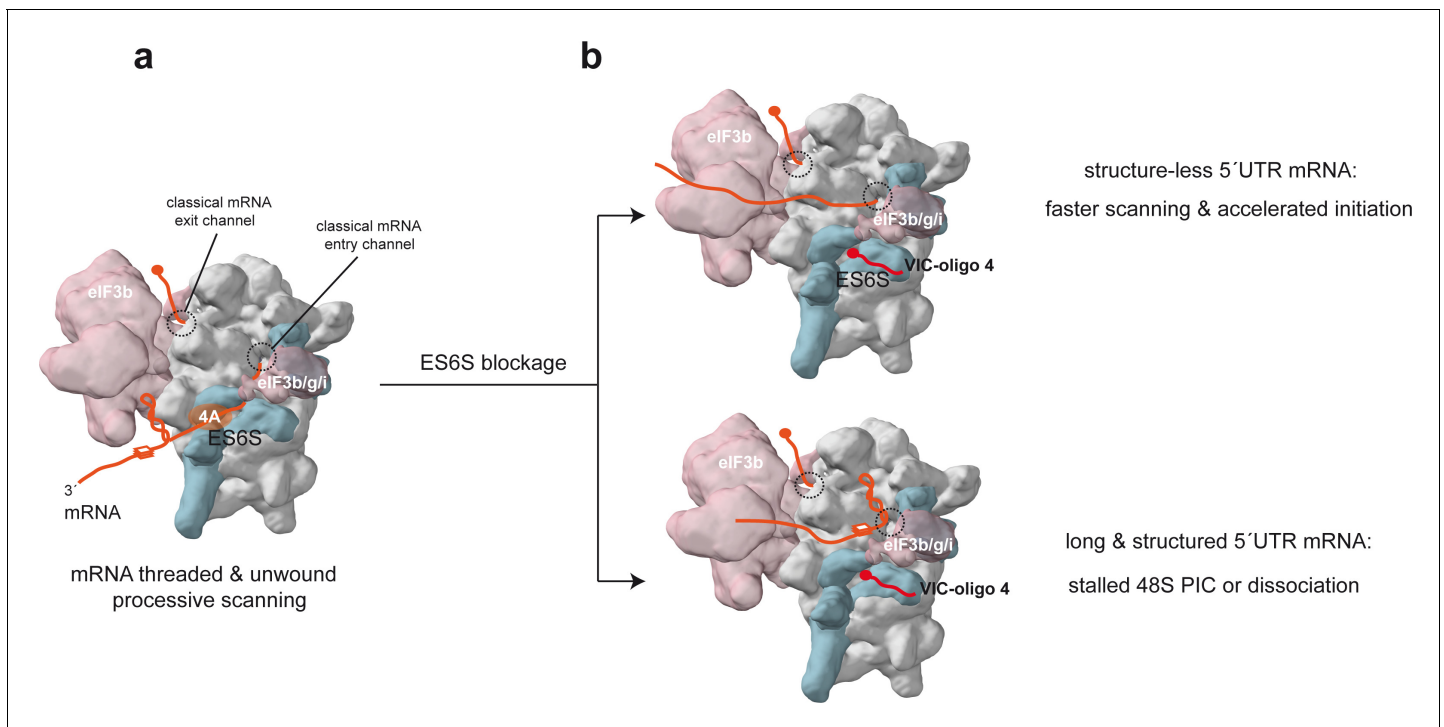 a
classical mRNA
exit channel
classical mRNA
entry channel
eIF3b
eIF3b/g/i
4A
ES6S
3´
mRNA
mRNA threaded & unwound
processive scanning
ES6S blockage
b
eIF3b
eIF3b/g/i
VIC-oligo 4
ES6S
structure-less 5´UTR mRNA:
faster scanning & accelerated initiation
eIF3b
eIF3b/g/i
VIC-oligo 4
long & structured 5´UTR mRNA:
stalled 48S PIC or dissociation